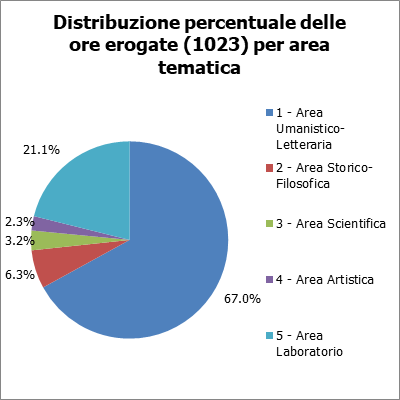 Distribuzione percentuale delle
ore erogate (1023) per area
tematica
21.1%
2.3%
3.2%
6.3%
67.0%
1 - Area
Umanistico-
Letteraria
2 - Area Storico-
Filosofica
3 - Area Scientifica
4 - Area Artistica
5 - Area
Laboratorio